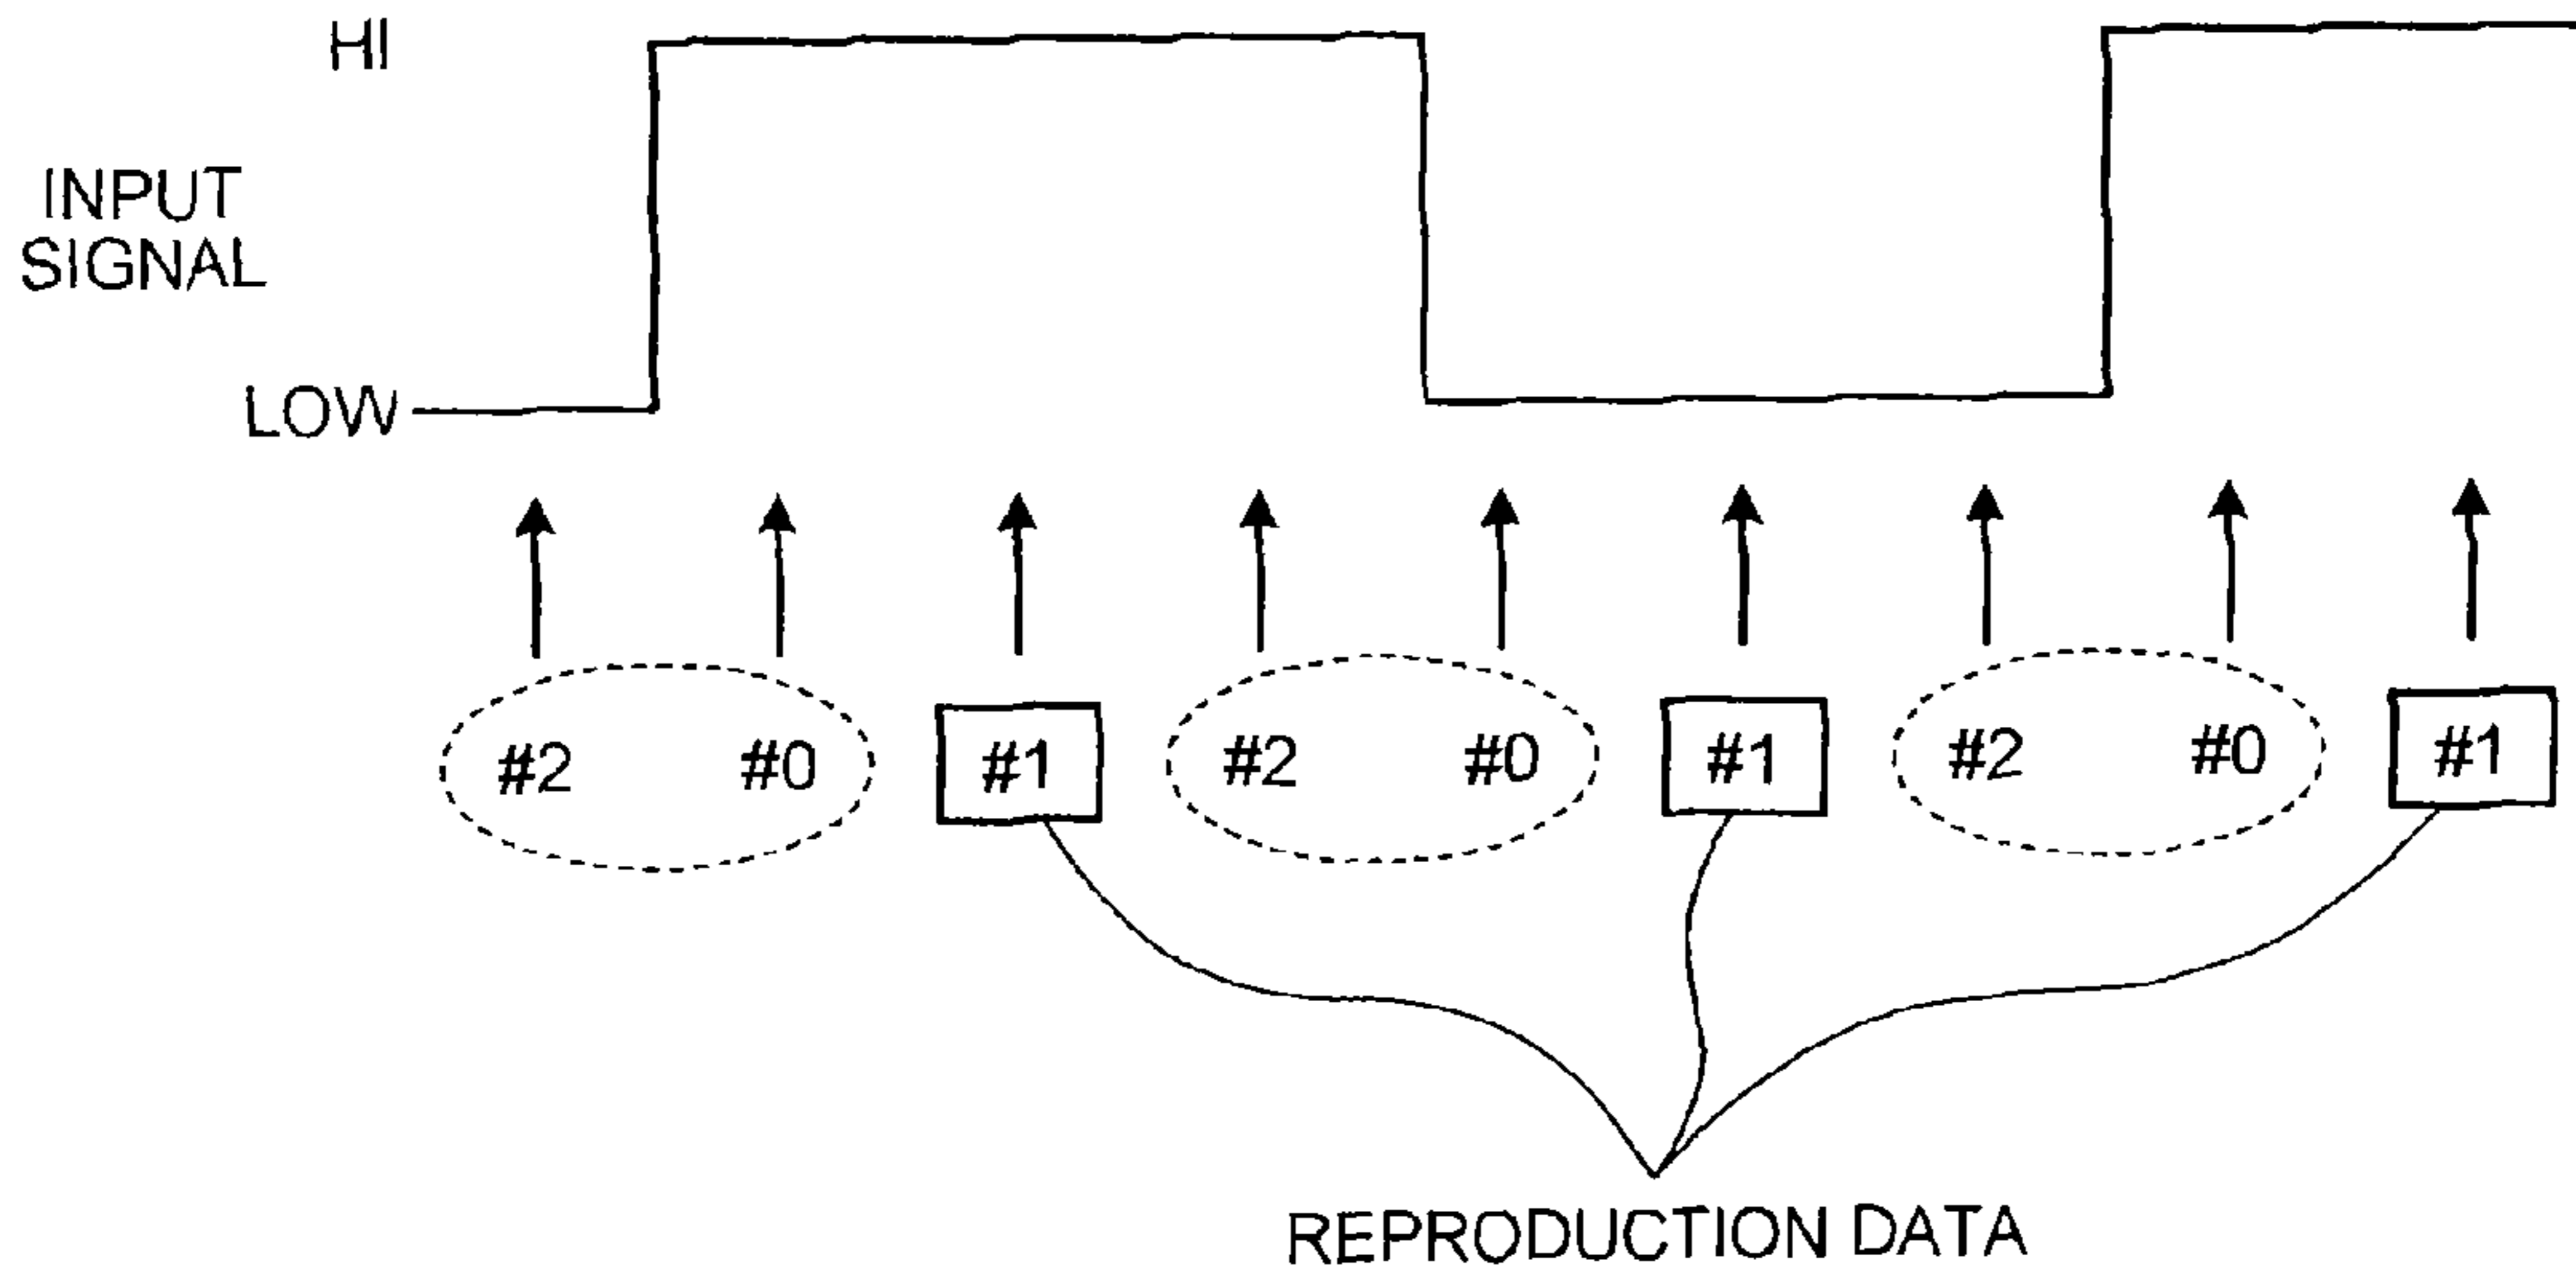 HI
INPUT
SIGNAL
LOW
#2 #0 #1 #2 #0 #1 #2 #0 #1
REPRODUCTION DATA